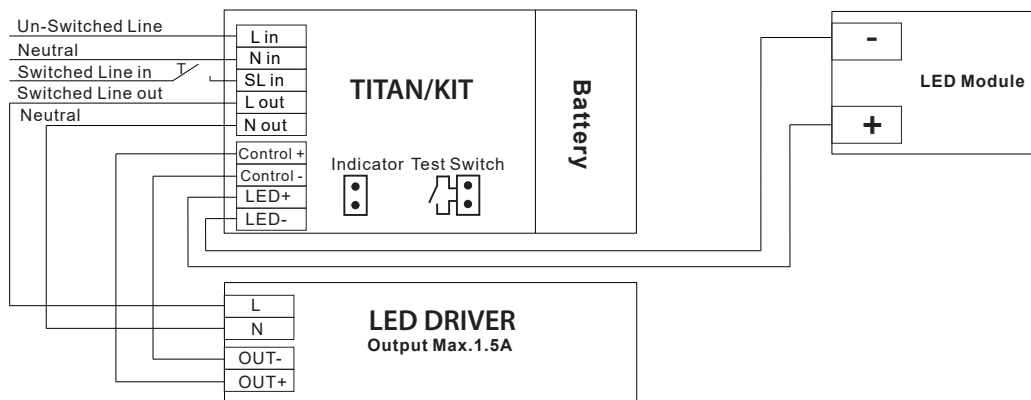 Un-Switched Line
Neutral
Switched Line in
Switched Line out
Neutral
T
L in
N in
SL in
L out
N out
Control +
Control -
LED+
LED-
TITAN/KIT
Indicator Test Switch
Battery
-
+
LED Module
L
N
OUT-
OUT+
LED DRIVER
Output Max.1.5A